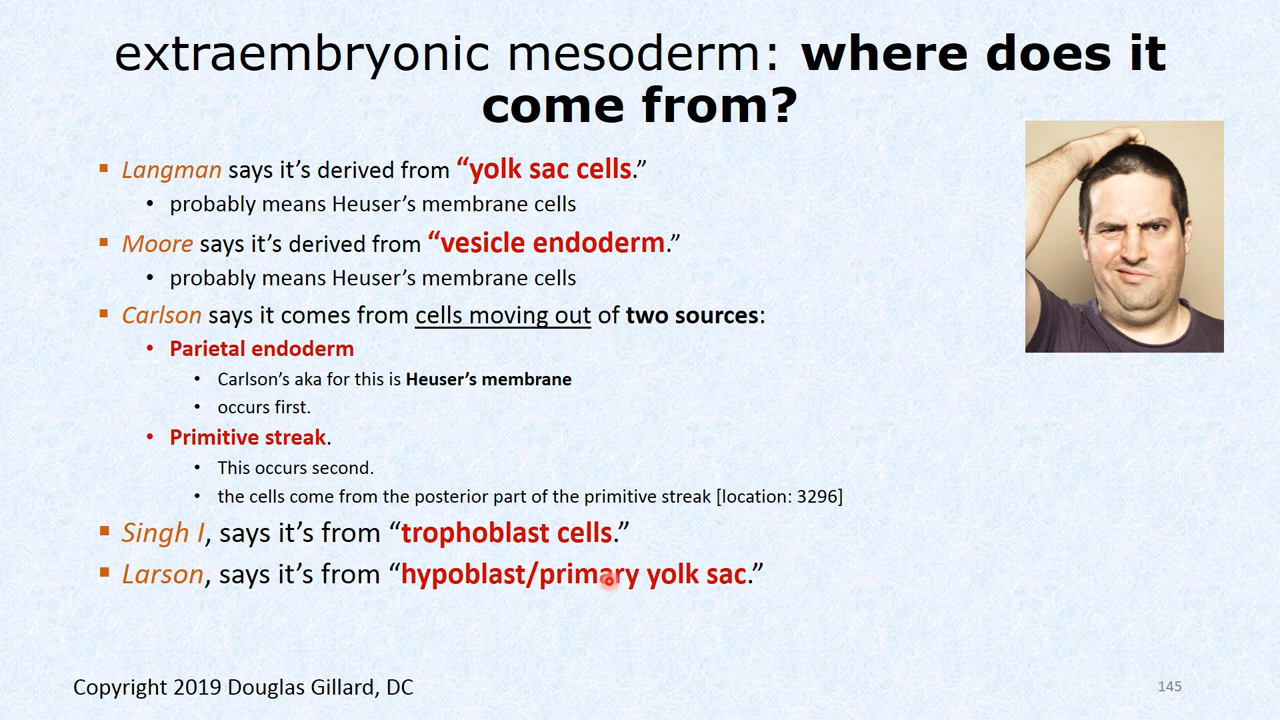 extraembryonic mesoderm: where does it
come from?
▪ Langman says it’s derived from “yolk sac cells.”
• probably means Heuser’s membrane cells
▪ Moore says it’s derived from “vesicle endoderm.”
• probably means Heuser’s membrane cells
▪ Carlson says it comes from cells moving out of two sources:
• Parietal endoderm
• Carlson’s aka for this is Heuser’s membrane
• occurs first.
• Primitive streak.
• This occurs second.
• the cells come from the posterior part of the primitive streak [location: 3296]
▪ Singh I, says it’s from “trophoblast cells.”
▪ Larson, says it’s from “hypoblast/primary yolk sac.”
Copyright 2019 Douglas Gillard, DC
145